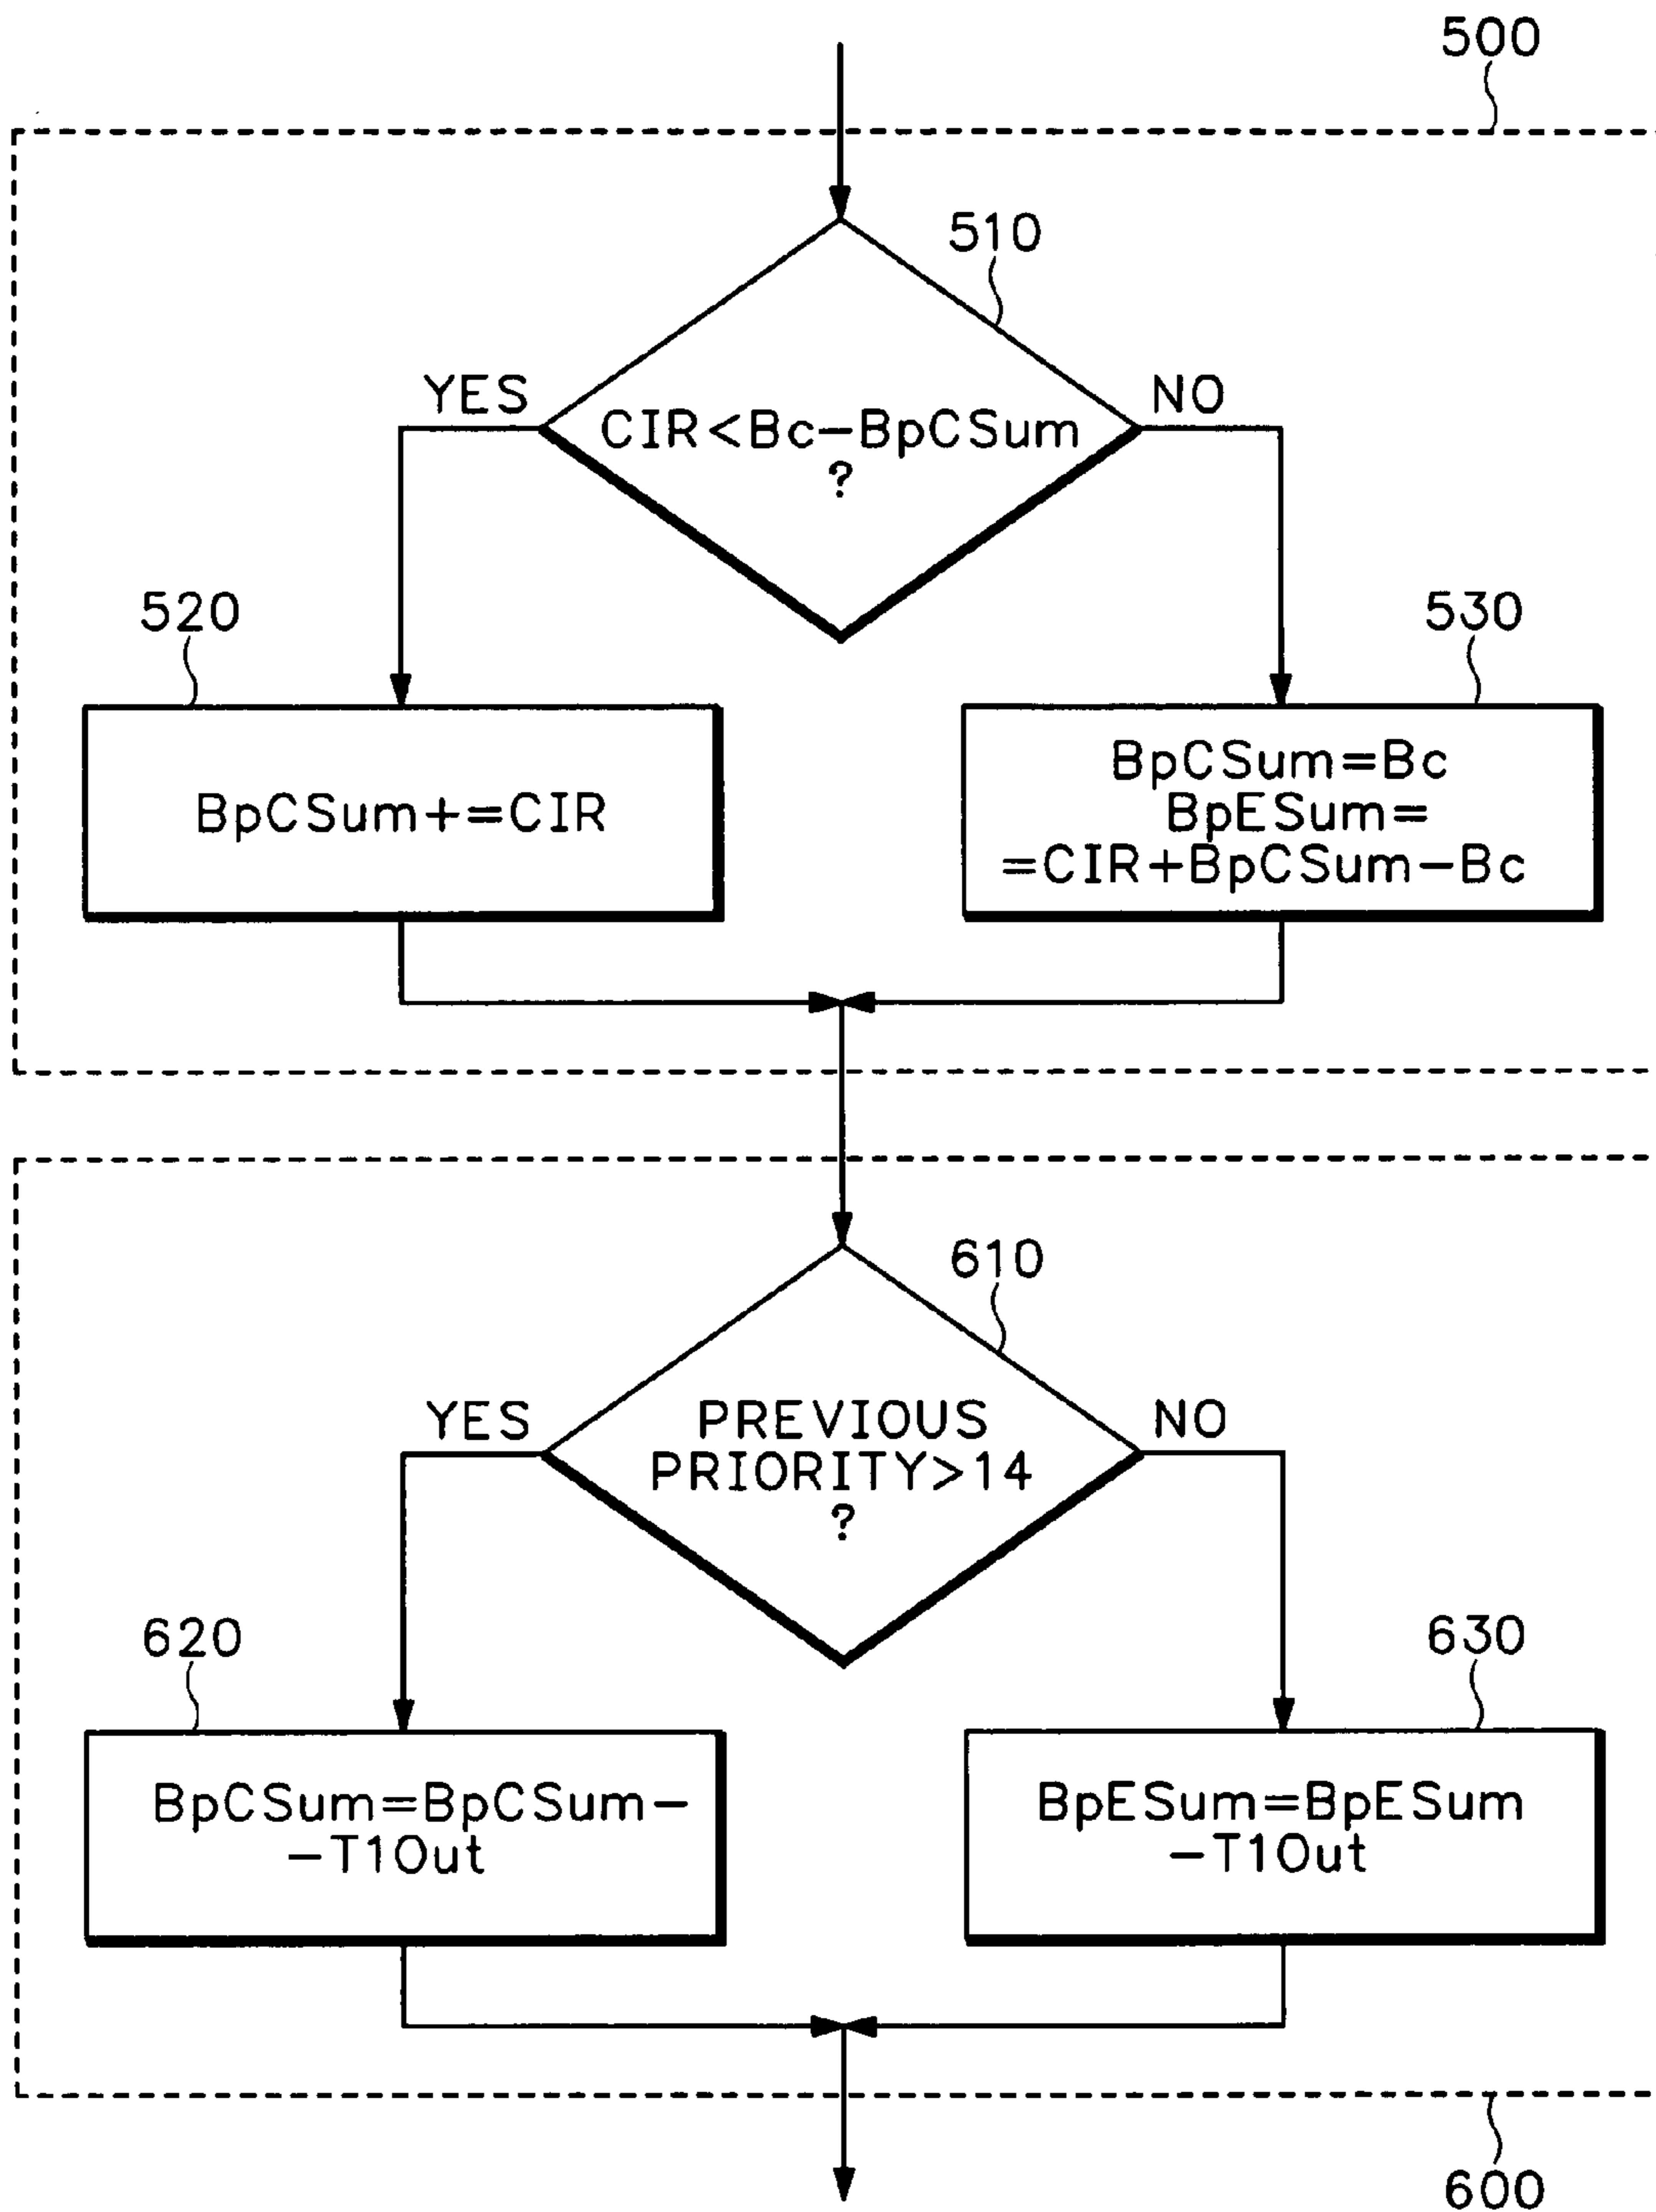 500
510
YES
NO
CIR<Bc-BpCSum
?
520
530
BpCSum+=CIR
BpCSum=Bc
BpESum=
=CIR+BpCSum-Bc
610
YES
NO
PREVIOUS
PRIORITY>14
?
620
630
BpCSum=BpCSum-
-T1Out
BpESum=BpESum
-T1Out
600